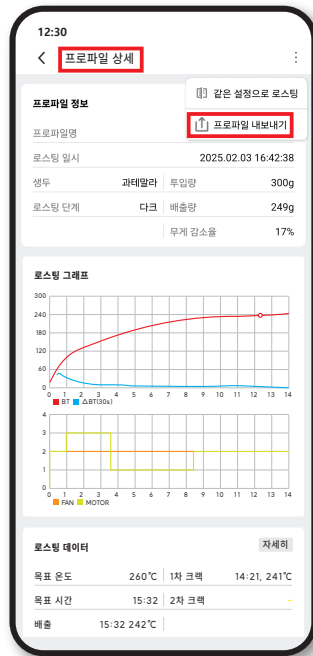 12:30
프로파일 상세
같은 설정으로 로스팅
프로파일 정보
프로파일 내보내기
프로파일명
로스팅 일시 2025.02.03 16:42:38
생두 과테말라 투입량 300g
로스팅 단계 다크 배출량 249g
무게 감소율 17%
로스팅 그래프
300
240
180
120
60
0
0 1 2 3 4 5 6 7 8 9 10 11 12 13 14
BT △BT(30s)
4
3
2
1
0
0 1 2 3 4 5 6 7 8 9 10 11 12 13 14
FAN MOTOR
로스팅 데이터 자세히
목표 온도 260℃ 1차 크랙 14:21, 241℃
목표 시간 15:32 2차 크랙 -
배출 15:32 242℃